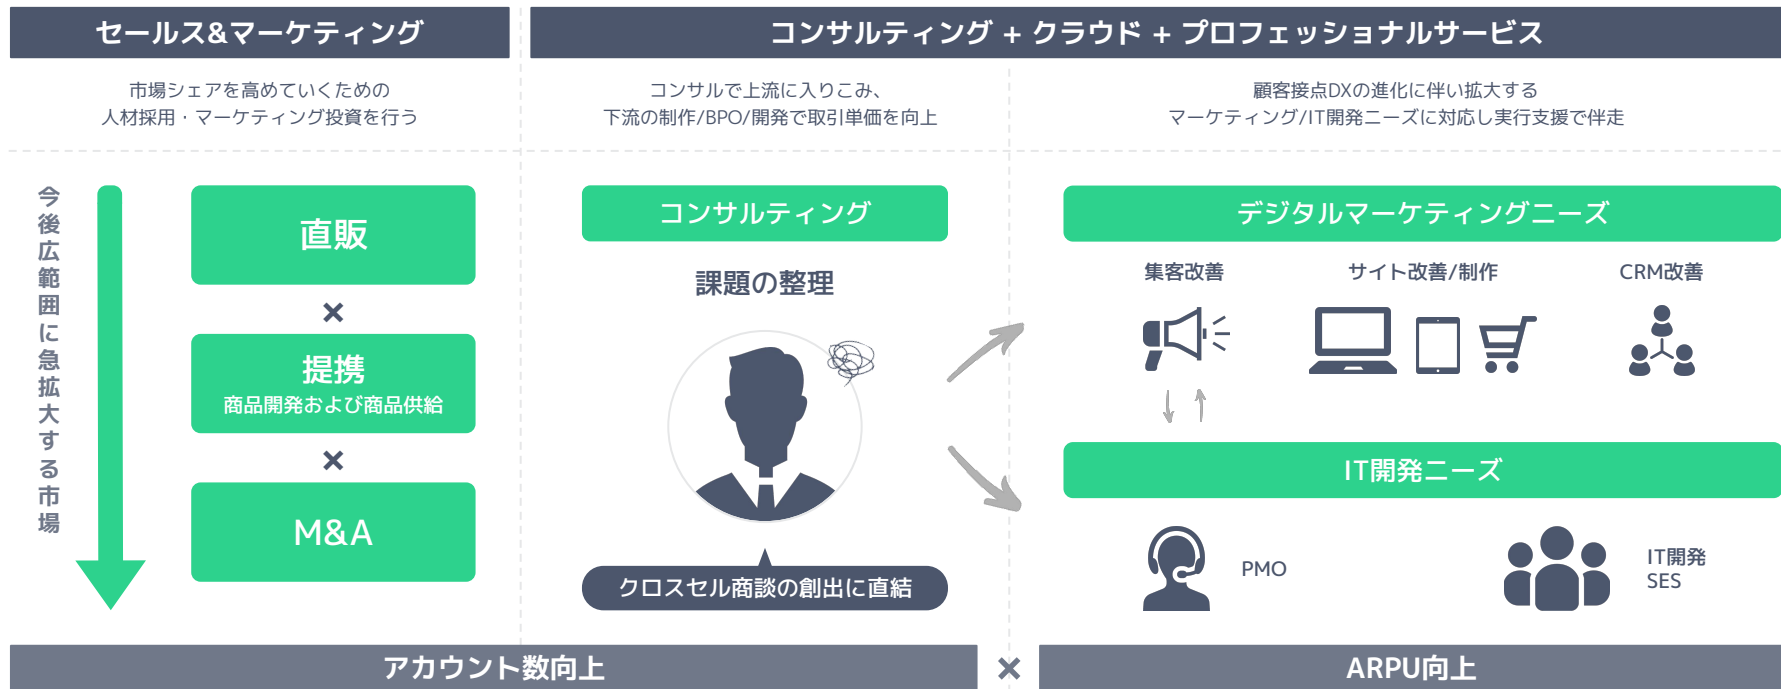 セールス&マーケティング
コンサルティング + クラウド + プロフェッショナルサービス
市場シェアを高めていくための
人材採用・マーケティング投資を行う
コンサルで上流に入りこみ、
下流の制作/BPO/開発で取引単価を向上
顧客接点DXの進化に伴い拡大する
マーケティング/IT開発ニーズに対応し実行支援で伴走
今後広範囲に急拡大する市場
直販
×
提携
商品開発および商品供給
×
M&A
コンサルティング
課題の整理
クロスセル商談の創出に直結
デジタルマーケティングニーズ
集客改善
サイト改善/制作
CRM改善
IT開発ニーズ
PMO
IT開発
SES
アカウント数向上
×
ARPU向上